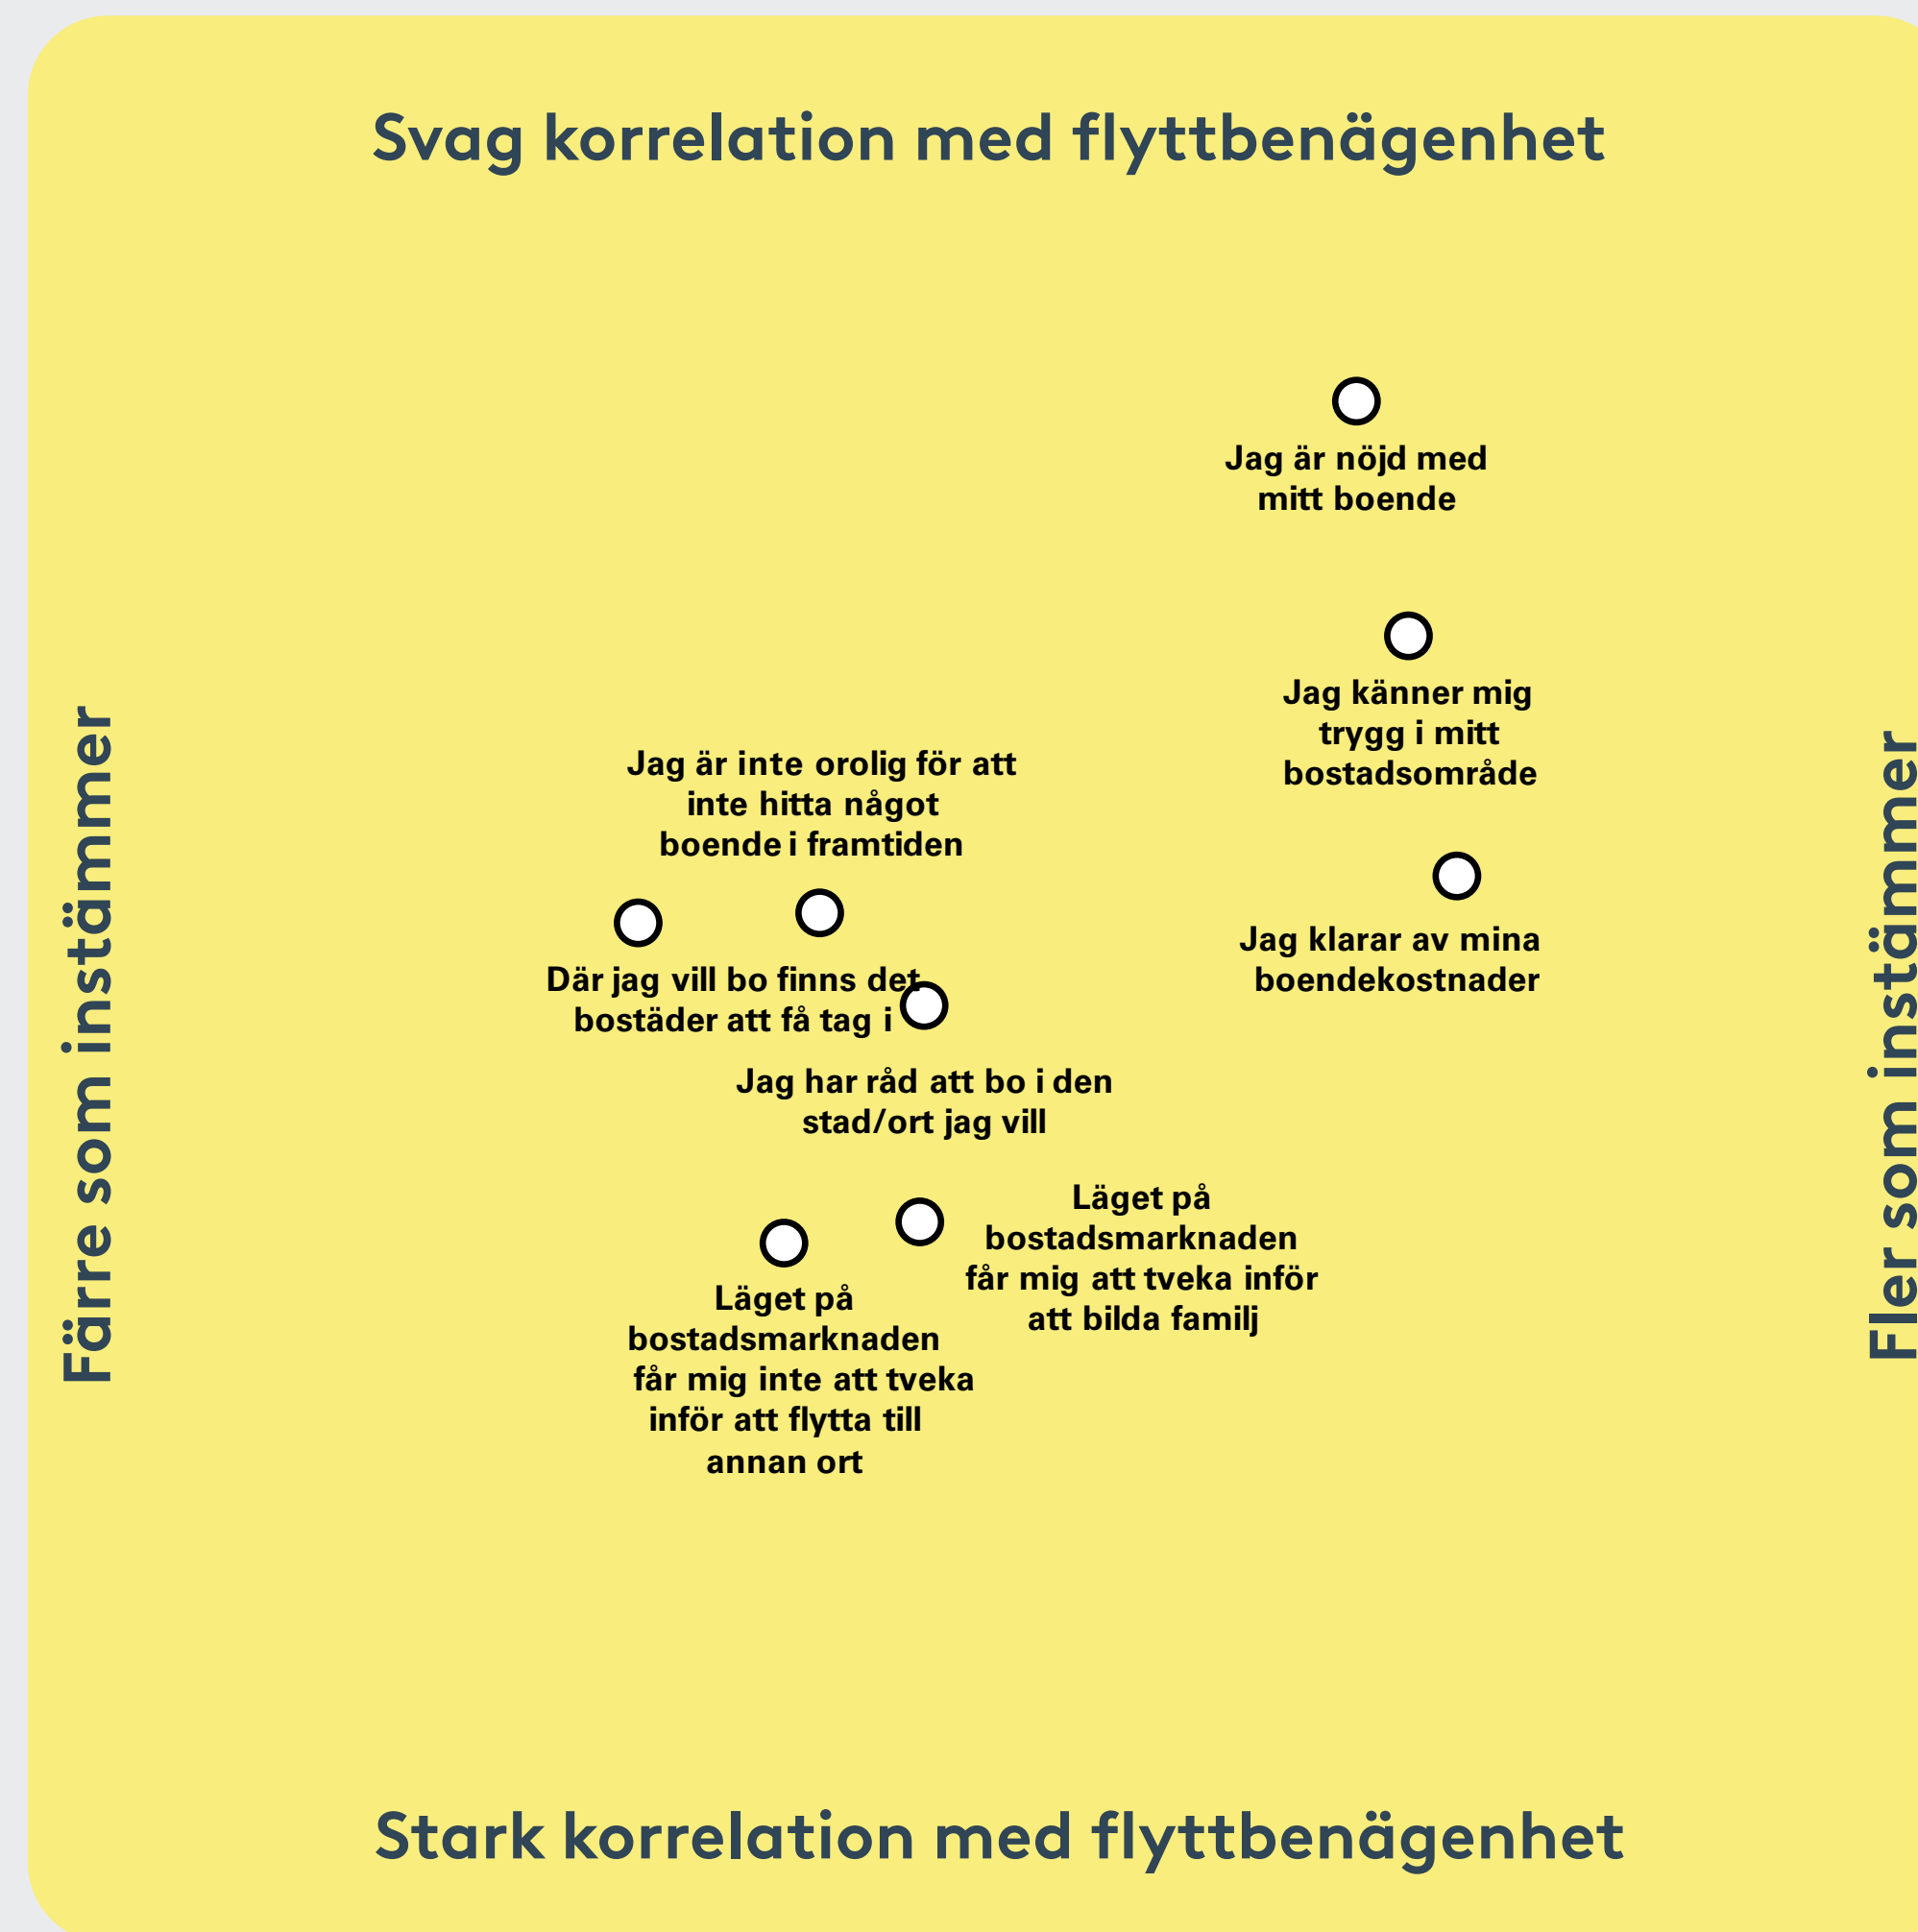 Svag korrelation med flyttbenägenhet
Jag är nöjd med
mitt boende
Jag känner mig
trygg i mitt
bostadsområde
Jag är inte orolig för att
inte hitta något
boende i framtiden
Jag klarar av mina
boendekostnader
Där jag vill bo finns det
bostäder att få tag i
Jag har råd att bo i den
stad/ort jag vill
Läget på
bostadsmarknaden
får mig att tveka inför
att bilda familj
Läget på
bostadsmarknaden
får mig inte att tveka
inför att flytta till
annan ort
Färre som instämmer
Fler som instämmer
Stark korrelation med flyttbenägenhet